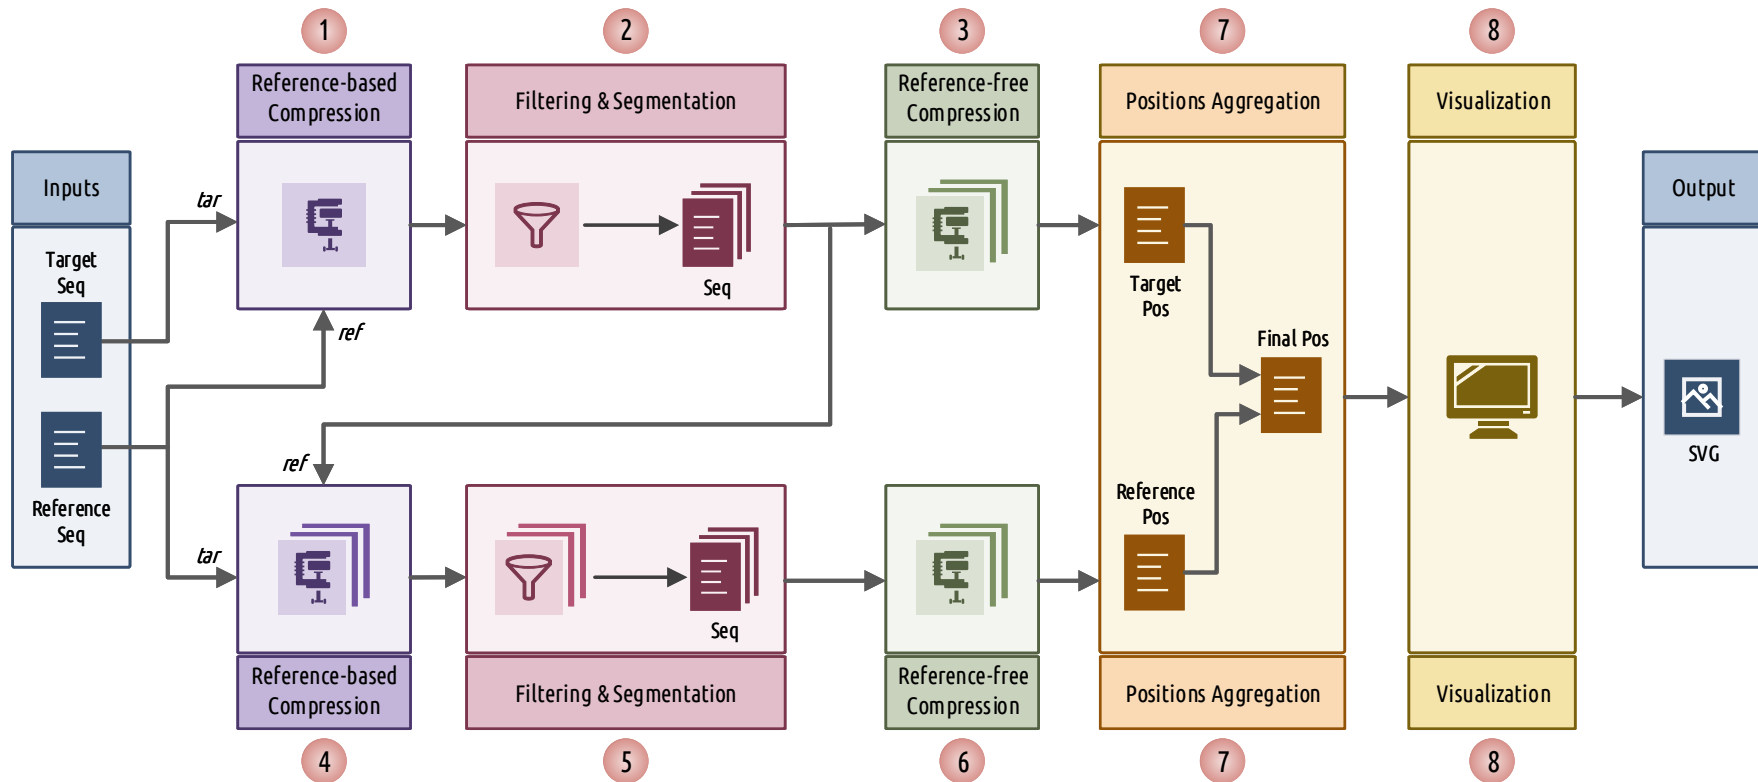 1
2
3
7
8
Reference-based
Compression
Filtering & Segmentation
Reference-free
Compression
Positions Aggregation
Visualization
Inputs
Output
tar
Target
Seq
Seq
Target
Pos
ref
Final Pos
Reference
Seq
ref
tar
SVG
Reference
Pos
Seq
Reference-based
Compression
Filtering & Segmentation
Reference-free
Compression
Positions Aggregation
Visualization
4
5
6
7
8